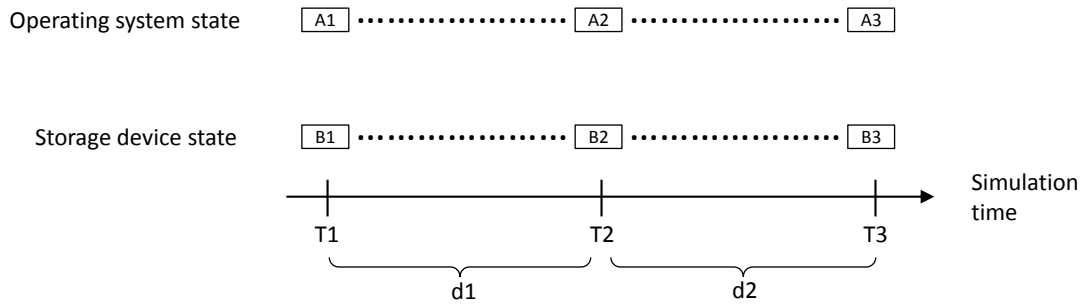 Operating system state A1 A2 A3
Storage device state B1 B2 B3
Simulation
time
T1 T2 T3
d1 d2